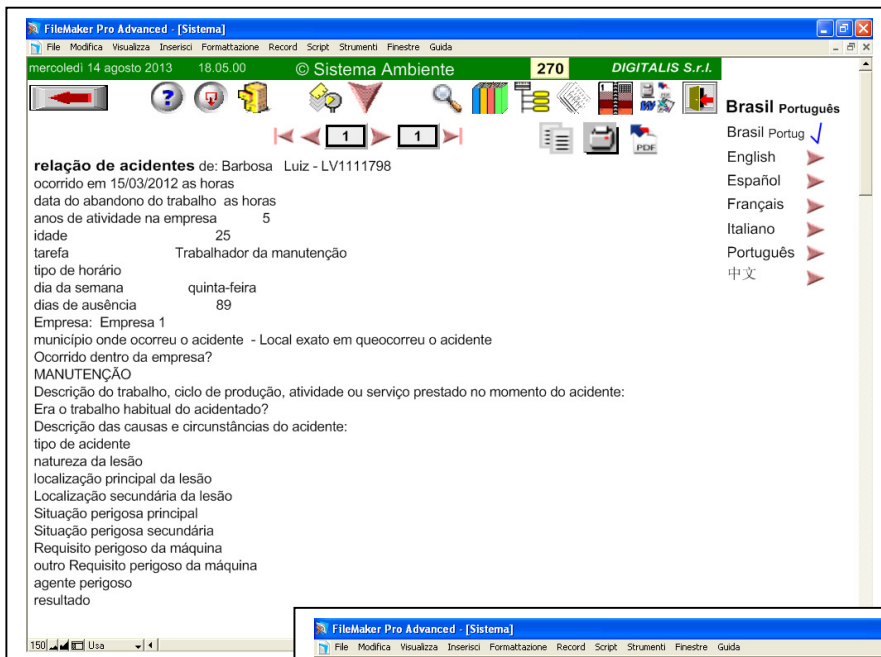 FileMaker Pro Advanced - [Sistema]
File Modifica Visualizza Inserisci Formattazione Record Script Strumenti Finestre Guida
mercoledì 14 agosto 2013 18.05.00 © Sistema Ambiente 270 DIGITALIS S.r.l.
1 1
PDF
Brasil Português
Brasil Portug
English
Español
Français
Italiano
Português
中文
relação de acidentes de: Barbosa Luiz - LV1111798
ocorrido em 15/03/2012 as horas
data do abandono do trabalho as horas
anos de atividade na empresa 5
idade 25
tarefa Trabalhador da manutenção
tipo de horário
dia da semana quinta-feira
dias de ausência 89
Empresa: Empresa 1
município onde ocorreu o acidente - Local exato em queocorreu o acidente
Ocorrido dentro da empresa?
MANUTENÇÃO
Descrição do trabalho, ciclo de produção, atividade ou serviço prestado no momento do acidente:
Era o trabalho habitual do acidentado?
Descrição das causas e circunstâncias do acidente:
tipo de acidente
natureza da lesão
localização principal da lesão
Localização secundária da lesão
Situação perigosa principal
Situação perigosa secundária
Requisito perigoso da máquina
outro Requisito perigoso da máquina
agente perigoso
resultado
150 Usa
FileMaker Pro Advanced - [Sistema]
File Modifica Visualizza Inserisci Formattazione Record Script Strumenti Finestre Guida